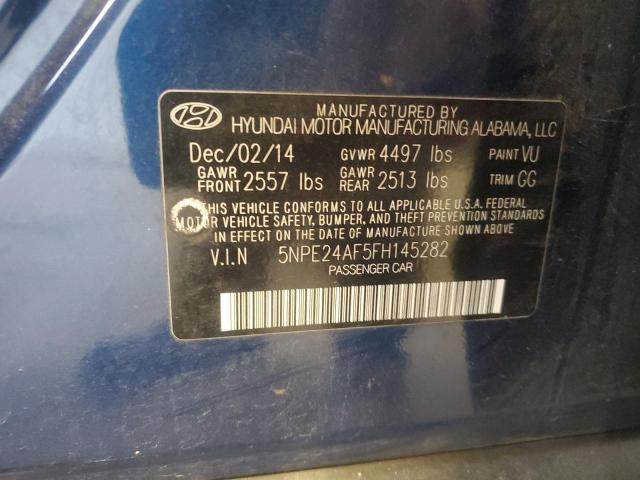 MANUFACTURED BY
HYUNDAI MOTOR MANUFACTURING ALABAMA, LLC
Dec/02/14 GVWR 4497 lbs PAINT VU
GAWR FRONT 2557 lbs GAWR REAR 2513 lbs TRIM GG
THIS VEHICLE CONFORMS TO ALL APPLICABLE U.S.A. FEDERAL
MOTOR VEHICLE SAFETY, BUMPER, AND THEFT PREVENTION STANDARDS
IN EFFECT ON THE DATE OF MANUFACTURE SHOWN ABOVE
V.I.N 5NPE24AF5FH145282
PASSENGER CAR